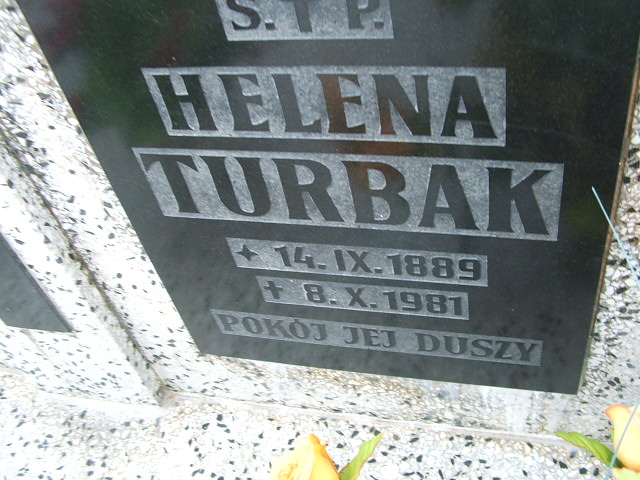 S.†P.
HELENA
TURBAK
✦ 14.IX.1889
† 8.X.1981
POKÓJ JEJ DUSZY